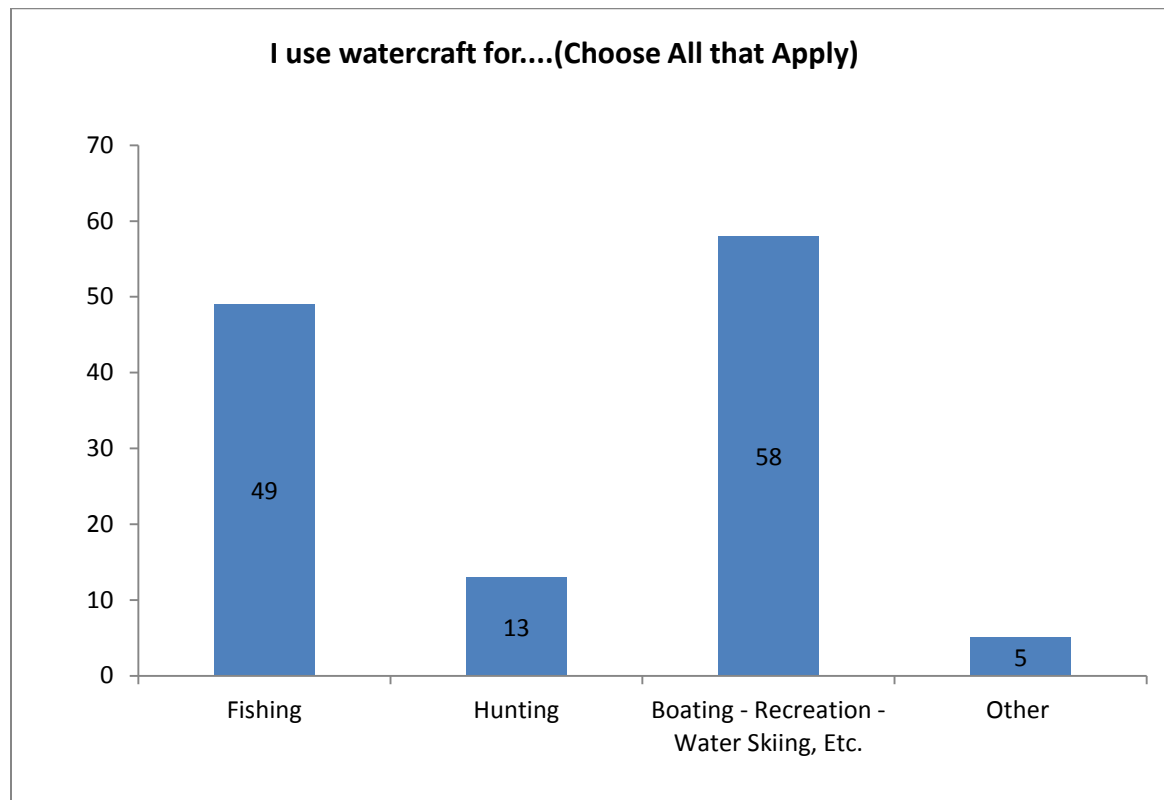 I use watercraft for....(Choose All that Apply)
70
60
50
40
30
20
10
0
49
13
58
5
Fishing
Hunting
Boating - Recreation -
Water Skiing, Etc.
Other